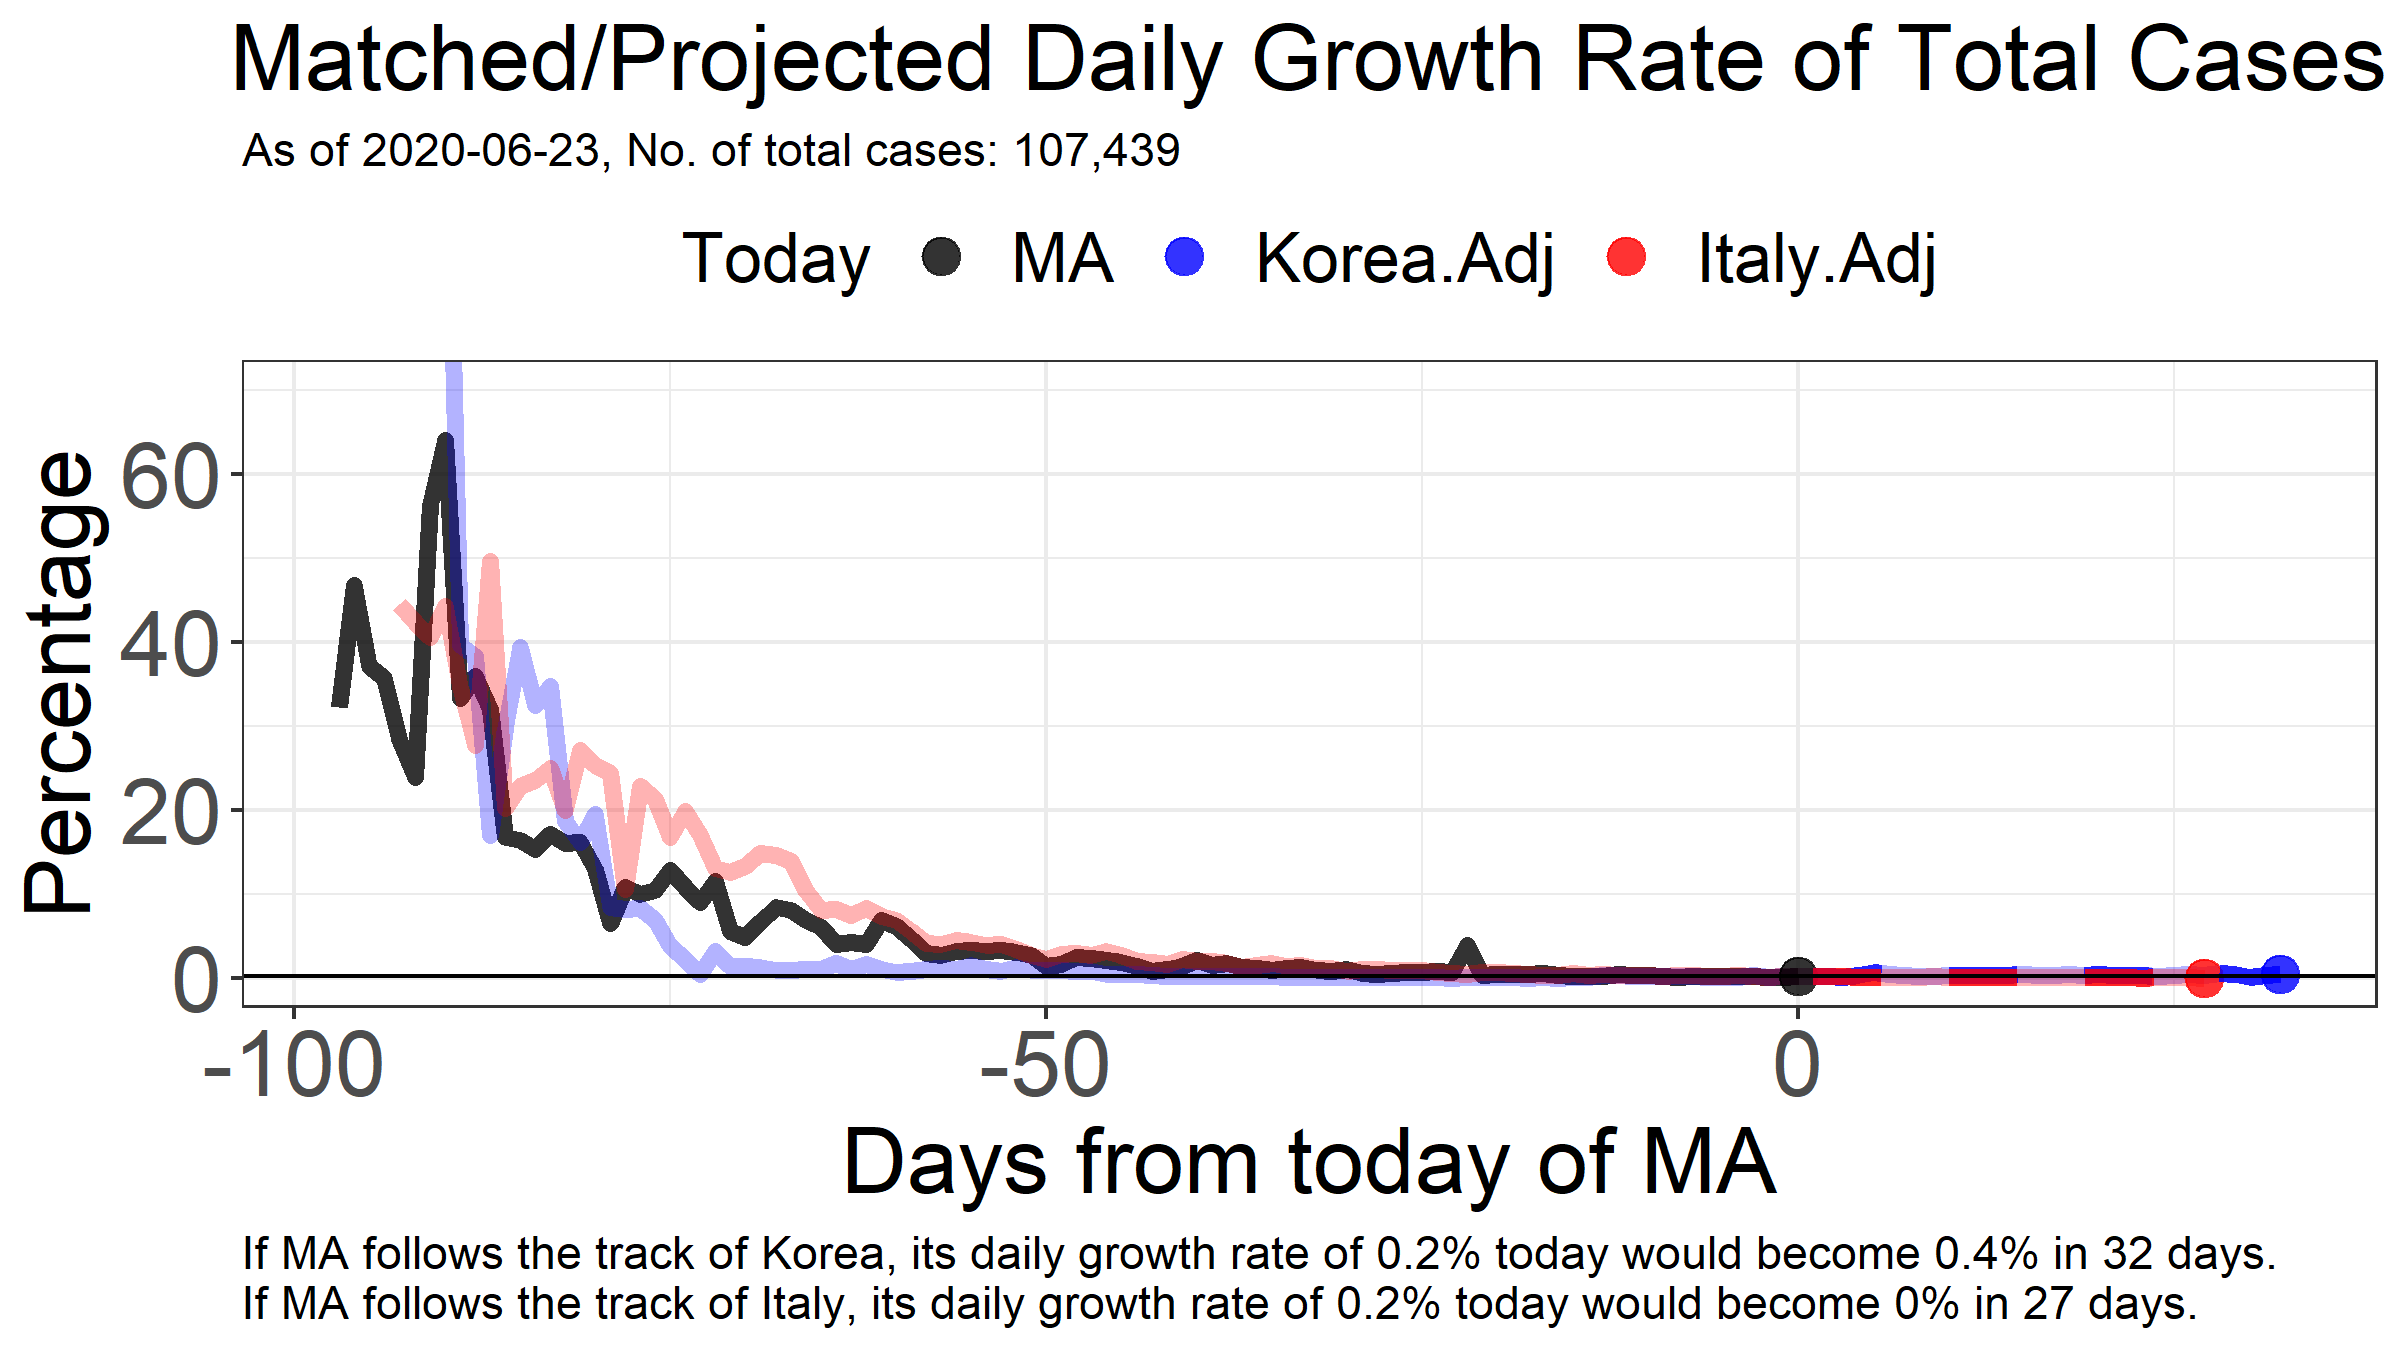 Matched/Projected Daily Growth Rate of Total Cases
As of 2020-06-23, No. of total cases: 107,439
Today MA Korea.Adj Italy.Adj
Percentage
60
40
20
0
-100 -50 0
Days from today of MA
If MA follows the track of Korea, its daily growth rate of 0.2% today would become 0.4% in 32 days.
If MA follows the track of Italy, its daily growth rate of 0.2% today would become 0% in 27 days.